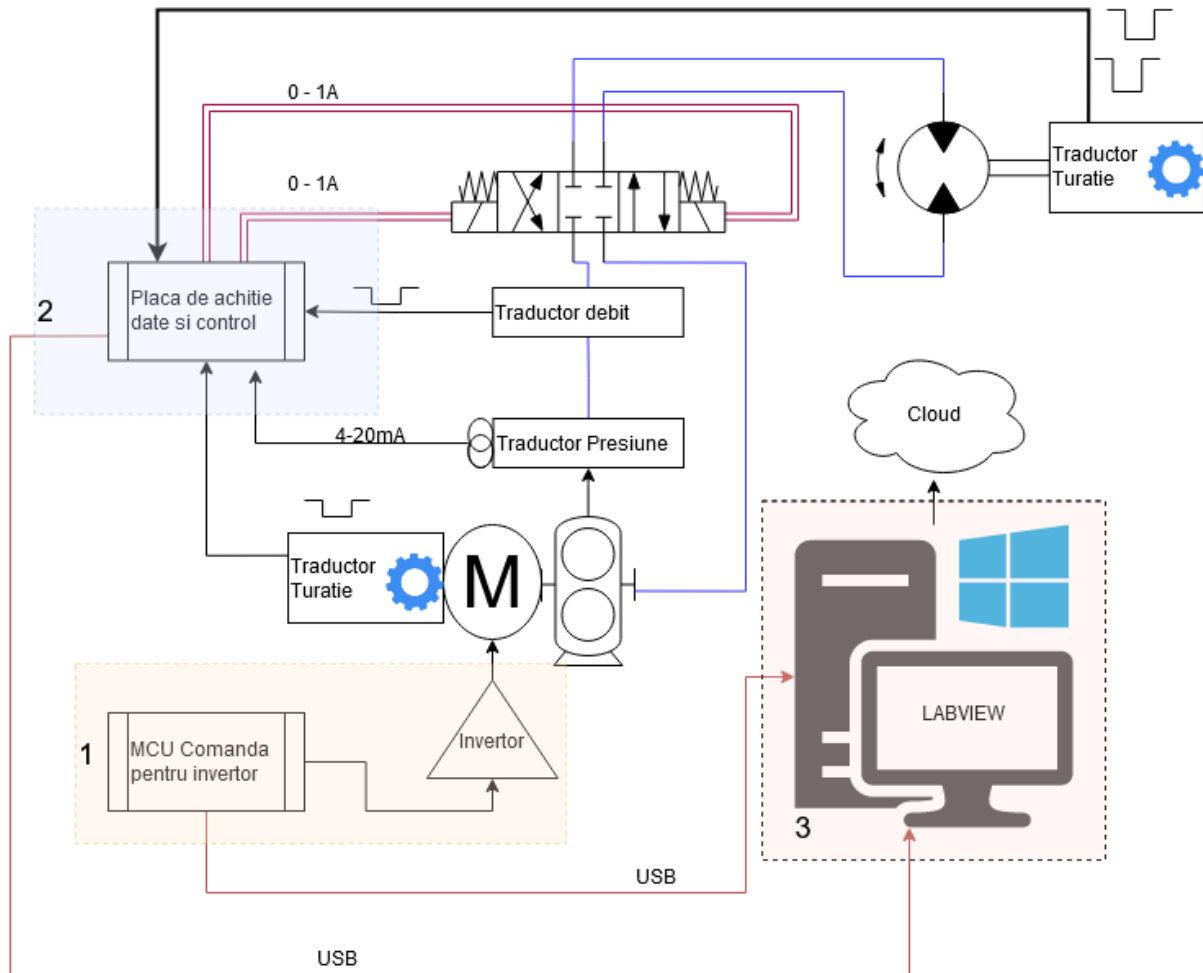 0 - 1A
0 - 1A
Traductor
Turatie
2
Placa de achitie
date si control
Traductor debit
4-20mA
Traductor Presiune
Cloud
Traductor
Turatie
M
1
MCU Comanda
pentru invertor
Invertor
LABVIEW
3
USB
USB